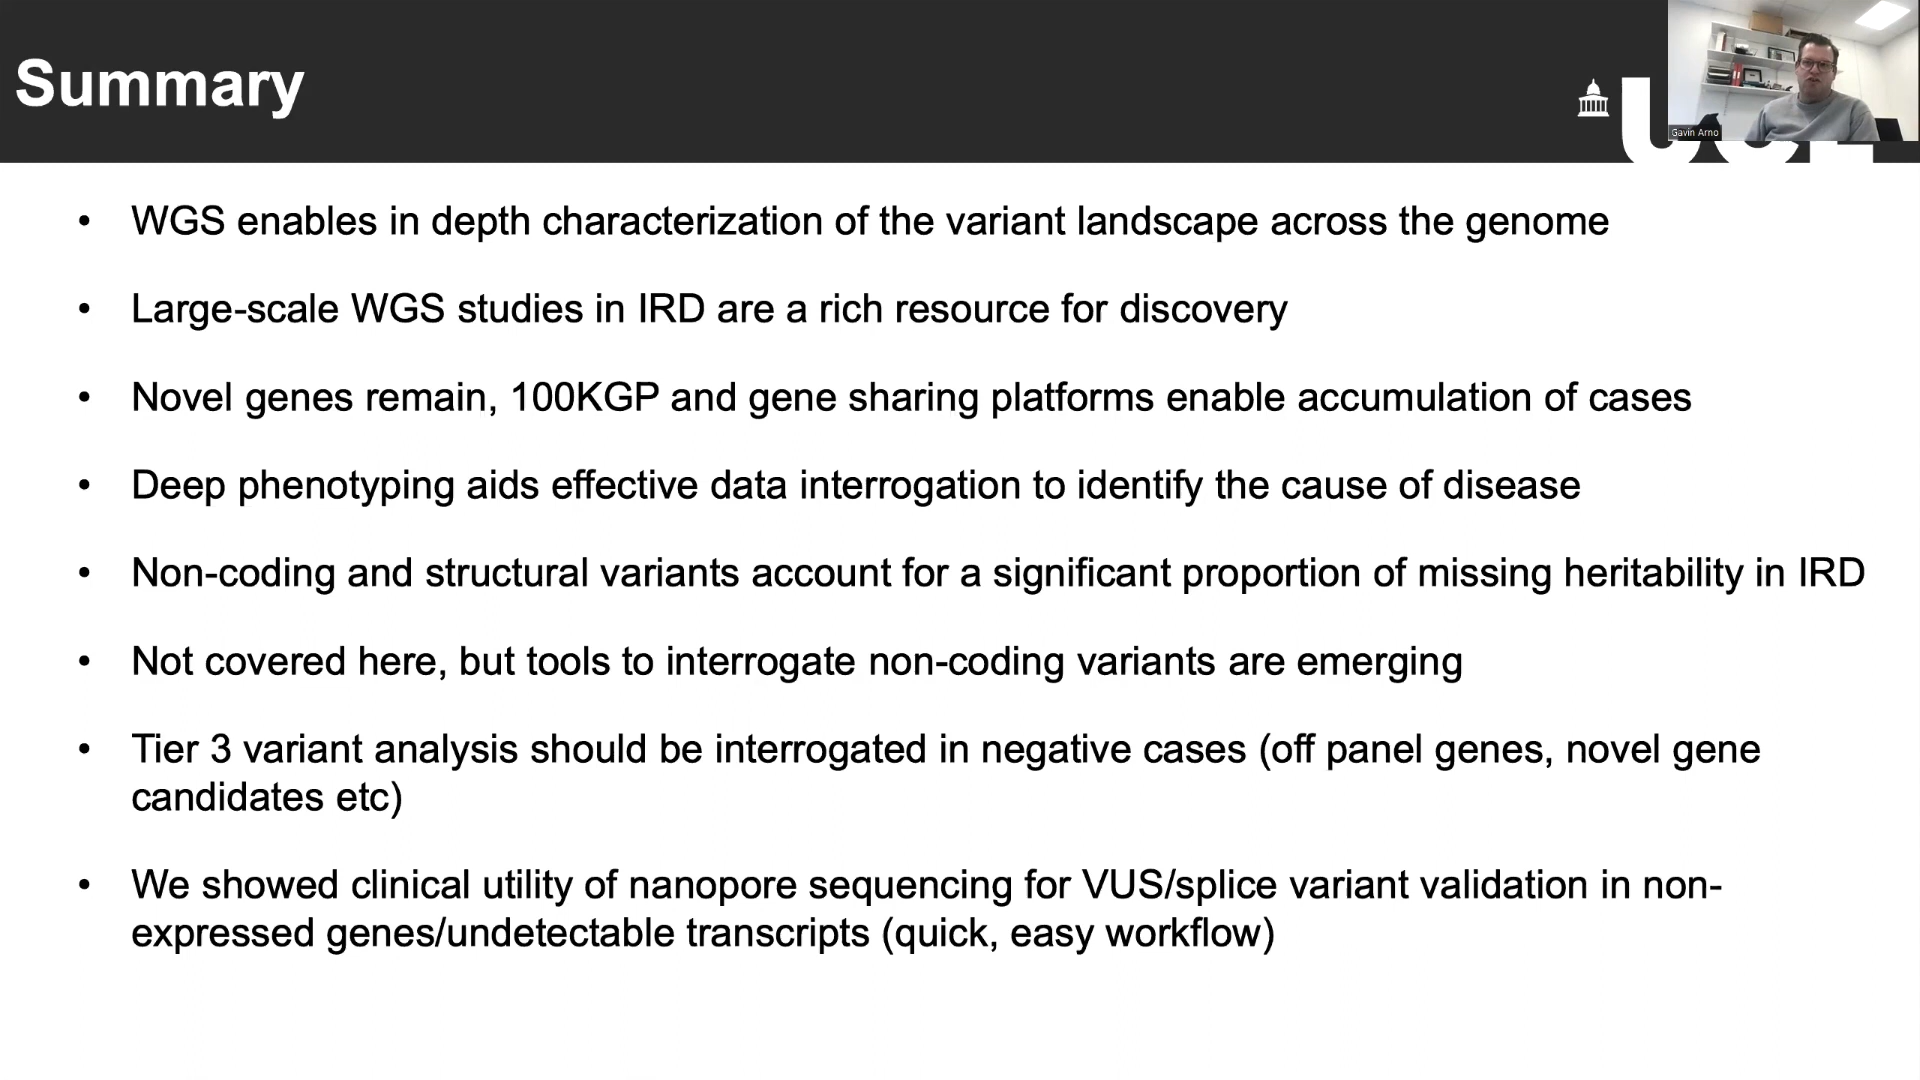 Summary
Gavin Arno
• WGS enables in depth characterization of the variant landscape across the genome
• Large-scale WGS studies in IRD are a rich resource for discovery
• Novel genes remain, 100KGP and gene sharing platforms enable accumulation of cases
• Deep phenotyping aids effective data interrogation to identify the cause of disease
• Non-coding and structural variants account for a significant proportion of missing heritability in IRD
• Not covered here, but tools to interrogate non-coding variants are emerging
• Tier 3 variant analysis should be interrogated in negative cases (off panel genes, novel gene
candidates etc)
• We showed clinical utility of nanopore sequencing for VUS/splice variant validation in non-
expressed genes/undetectable transcripts (quick, easy workflow)